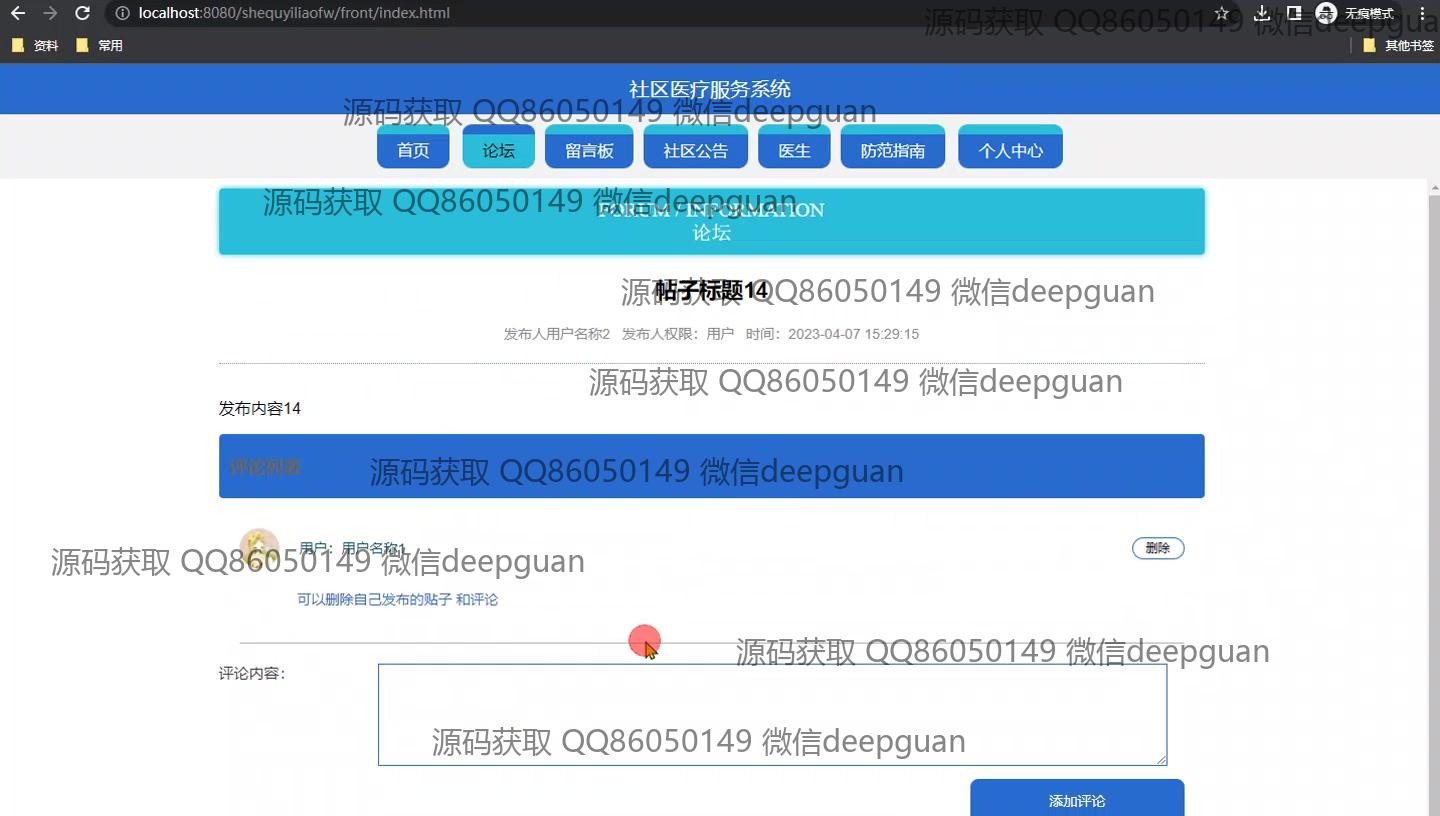 localhost:8080/shequyiliaofw/front/index.html
无痕模式
资料 常用 其他书签
源码获取 QQ86050149 微信deepgua
社区医疗服务系统
源码获取 QQ86050149 微信deepguan
首页 论坛 留言板 社区公告 医生 防范指南 个人中心
源码获取 QQ86050149 微信deepguan
FORUM / INFORMATION
论坛
帖子标题14
源码获取 QQ86050149 微信deepguan
发布人用户名称2 发布人权限：用户 时间：2023-04-07 15:29:15
源码获取 QQ86050149 微信deepguan
发布内容14
评论列表
源码获取 QQ86050149 微信deepguan
用户：用户名称1
删除
源码获取 QQ86050149 微信deepguan
可以删除自己发布的贴子 和评论
源码获取 QQ86050149 微信deepguan
评论内容：
源码获取 QQ86050149 微信deepguan
添加评论